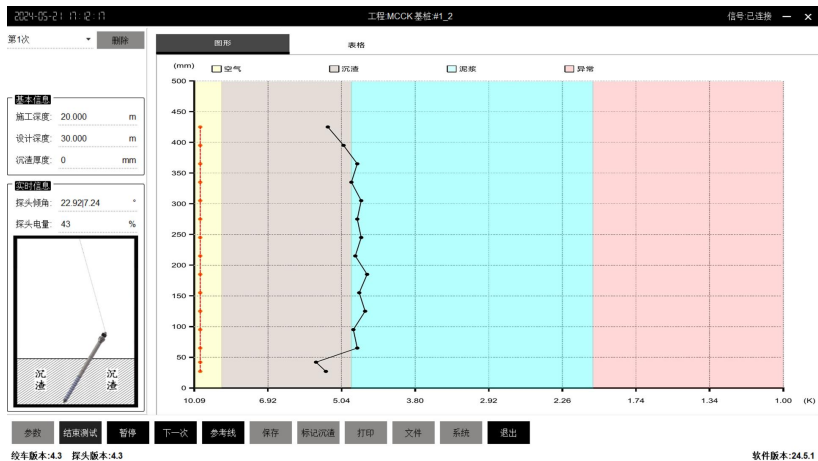 2024-05-21 17:12:17 工程:MCCK 基桩:#1_2 信号:已连接
第1次 删除 图形 表格
(mm) 空气 沉渣 泥浆 异常
基本信息
施工深度: 20.000 m
设计深度: 30.000 m
沉渣厚度: 0 mm
实时信息
探头倾角: 22.92|7.24 °
探头电量: 43 %
沉渣 沉渣
500
450
400
350
300
250
200
150
100
50
0
10.09 6.92 5.04 3.80 2.92 2.26 1.74 1.34 1.00 (K)
参数 结束测试 暂停 下一次 参考线 保存 标记沉渣 打印 文件 系统 退出
绞车版本:4.3 探头版本:4.3 软件版本:24.5.1